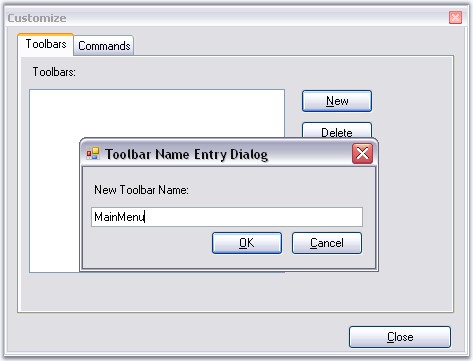 Customize
Toolbars Commands
Toolbars:
New
Delete
Toolbar Name Entry Dialog
New Toolbar Name:
MainMenu
OK Cancel
Close